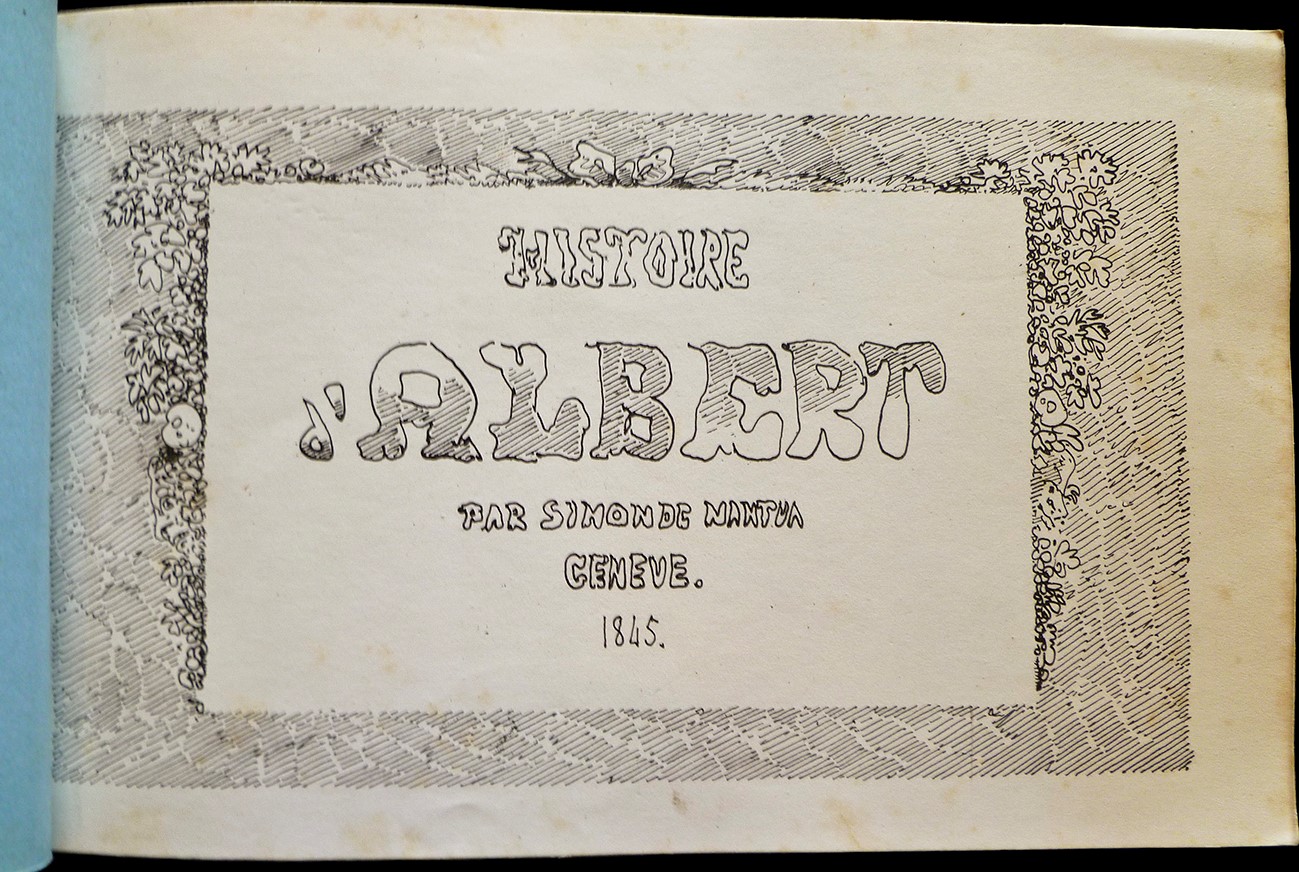 HISTOIRE
d'ALBERT
PAR SIMON DE NANTUA
GENEVE.
1845.